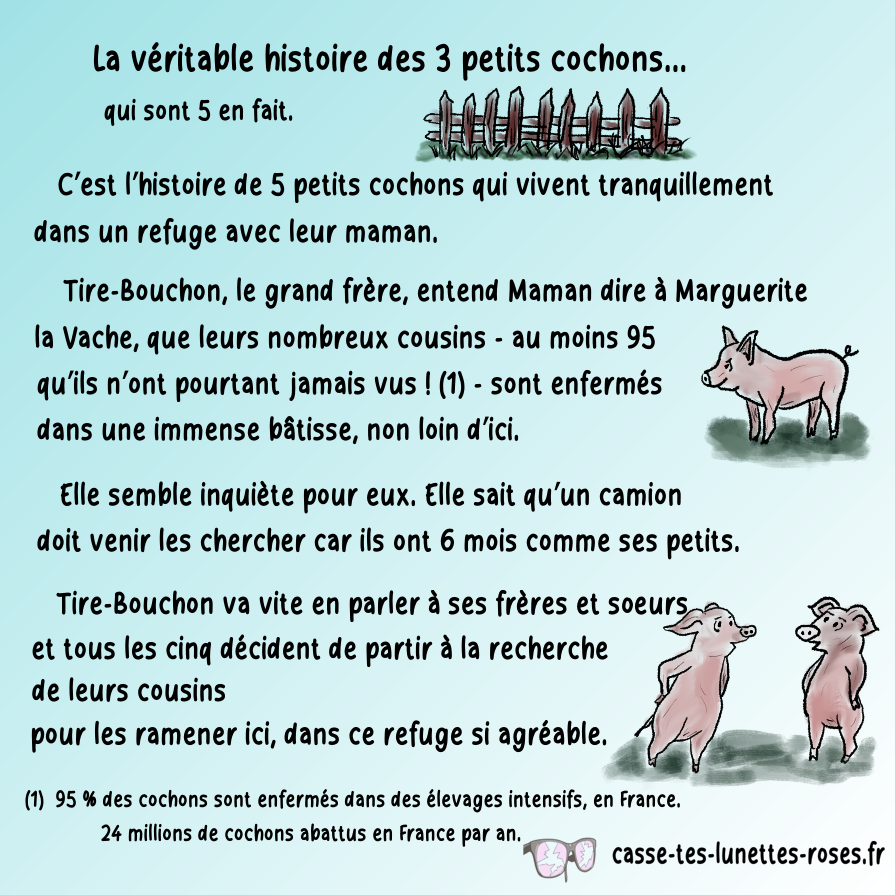 La véritable histoire des 3 petits cochons...
qui sont 5 en fait.
C'est l'histoire de 5 petits cochons qui vivent tranquillement
dans un refuge avec leur maman.
Tire-Bouchon, le grand frère, entend Maman dire à Marguerite
la Vache, que leurs nombreux cousins - au moins 95
qu'ils n'ont pourtant jamais vus ! (1) - sont enfermés
dans une immense bâtisse, non loin d'ici.
Elle semble inquiète pour eux. Elle sait qu'un camion
doit venir les chercher car ils ont 6 mois comme ses petits.
Tire-Bouchon va vite en parler à ses frères et soeurs
et tous les cinq décident de partir à la recherche
de leurs cousins
pour les ramener ici, dans ce refuge si agréable.
(1) 95 % des cochons sont enfermés dans des élevages intensifs, en France.
24 millions de cochons abattus en France par an.
casse-tes-lunettes-roses.fr